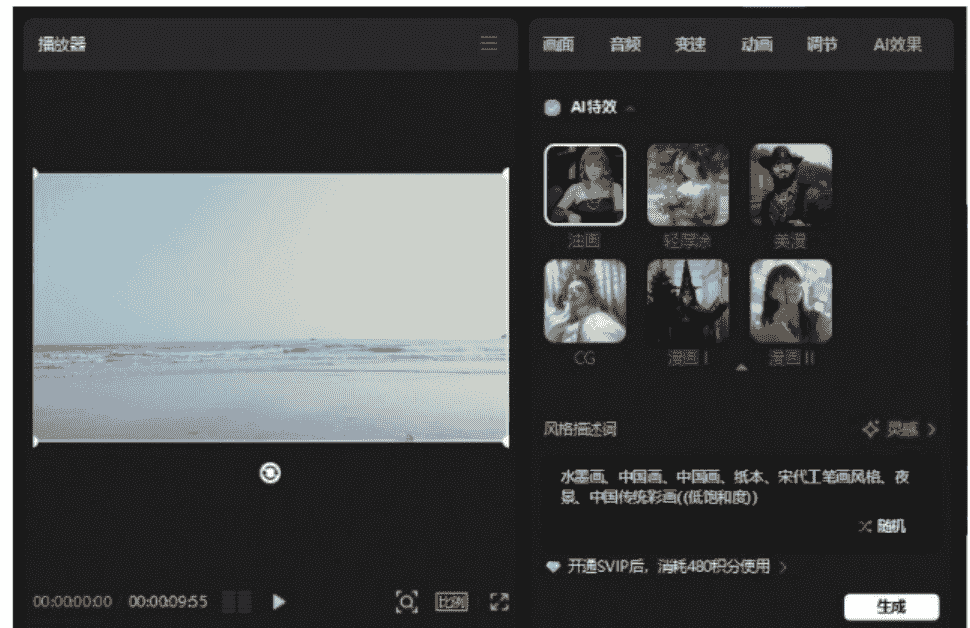 播放器
画面 音频 变速 动画 调节 AI效果
AI特效
油画 轻厚涂 美漫
CG 漫画 I 漫画 II
风格描述词 灵感
水墨画、中国画、中国画、纸本、宋代工笔画风格、夜
景、中国传统彩画((低饱和度))
随机
开通SVIP后，消耗480积分使用
00:00:00:00 00:00:09:55 比例
生成